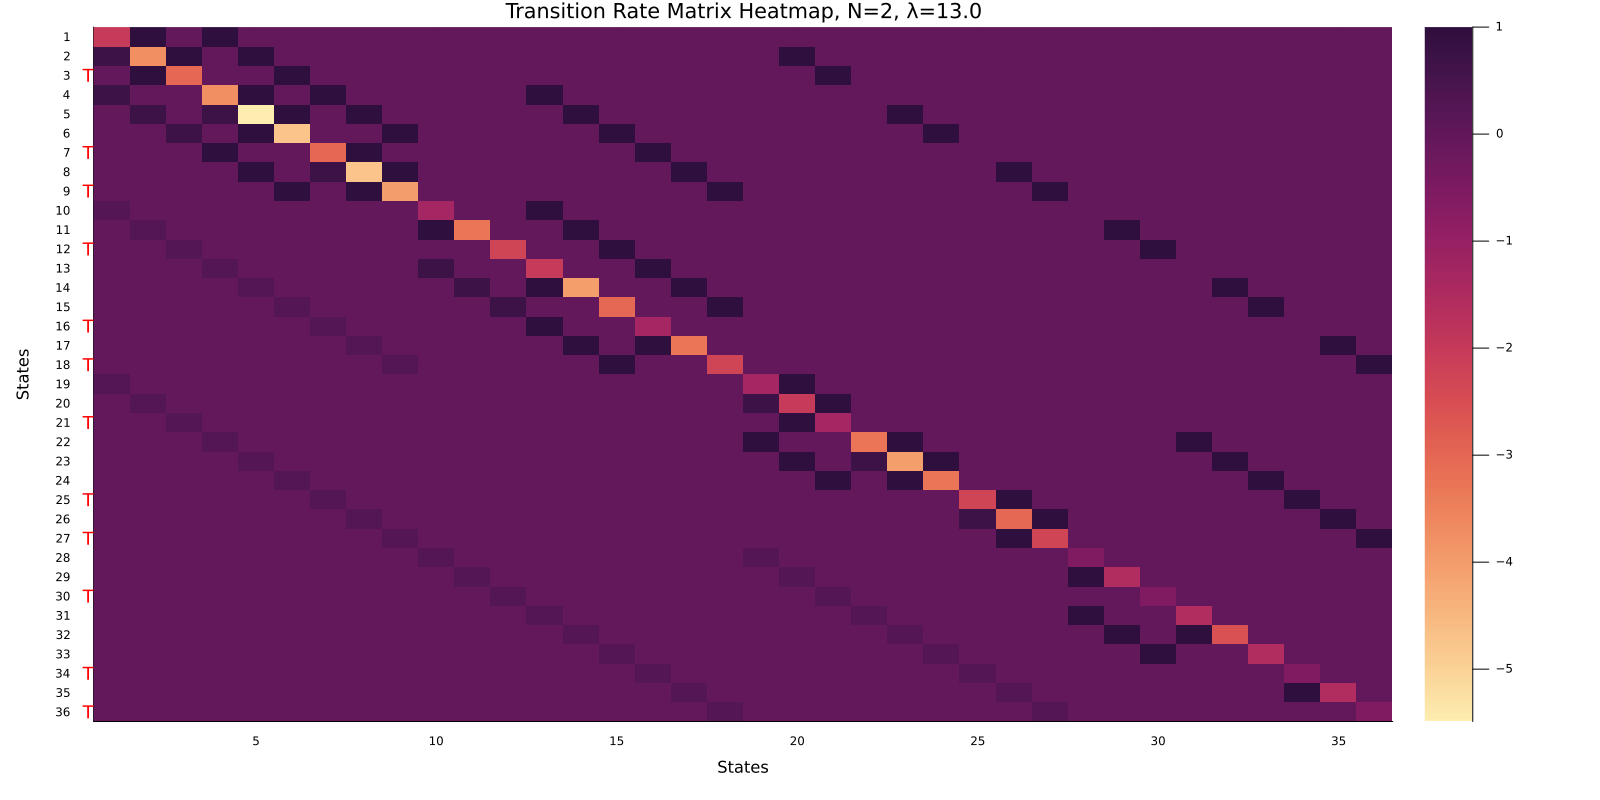 Transition Rate Matrix Heatmap, N=2, λ=13.0
States
1
2
3 T
4
5
6
7 T
8
9 T
10
11
12 T
13
14
15
16 T
17
18 T
19
20
21 T
22
23
24
25 T
26
27 T
28
29
30 T
31
32
33
34 T
35
36 T
5 10 15 20 25 30 35
States
1
0
−1
−2
−3
−4
−5